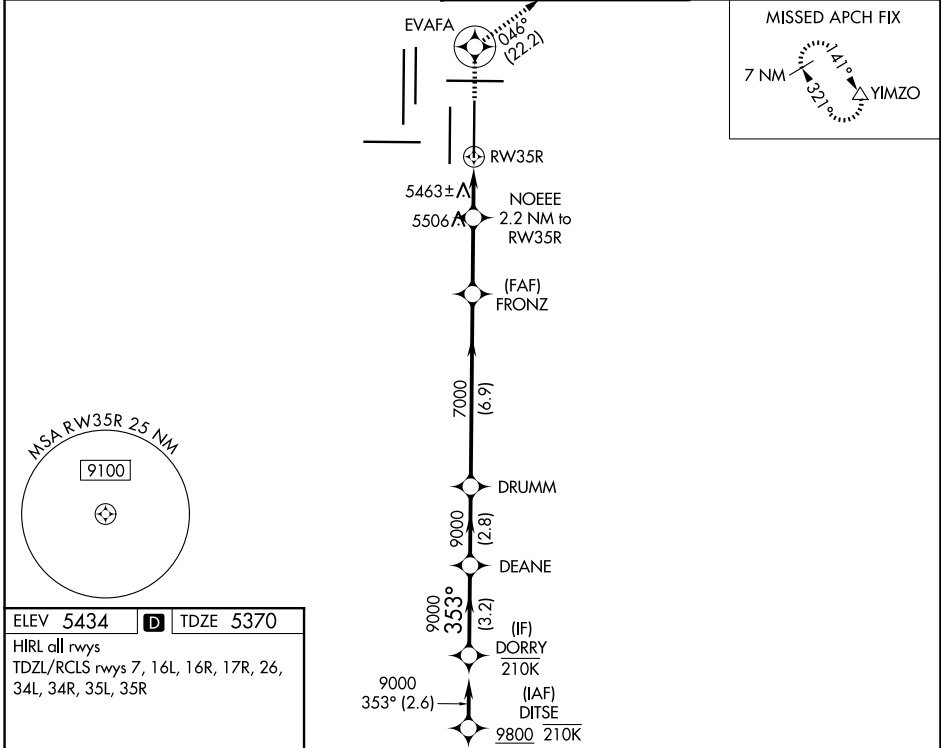 EVAFA
046°
(22.2)
MISSED APCH FIX
7 NM
141°
321°
YIMZO
RW35R
5463±
5506
NOEEE
2.2 NM to
RW35R
(FAF)
FRONZ
7000
(6.9)
MSA RW35R 25 NM
9100
DRUMM
9000
(2.8)
DEANE
9000
353°
(3.2)
(IF)
DORRY
210K
9000
353° (2.6)
(IAF)
DITSE
9800 210K
ELEV 5434 D TDZE 5370
HIRL all rwys
TDZL/RCLS rwys 7, 16L, 16R, 17R, 26,
34L, 34R, 35L, 35R